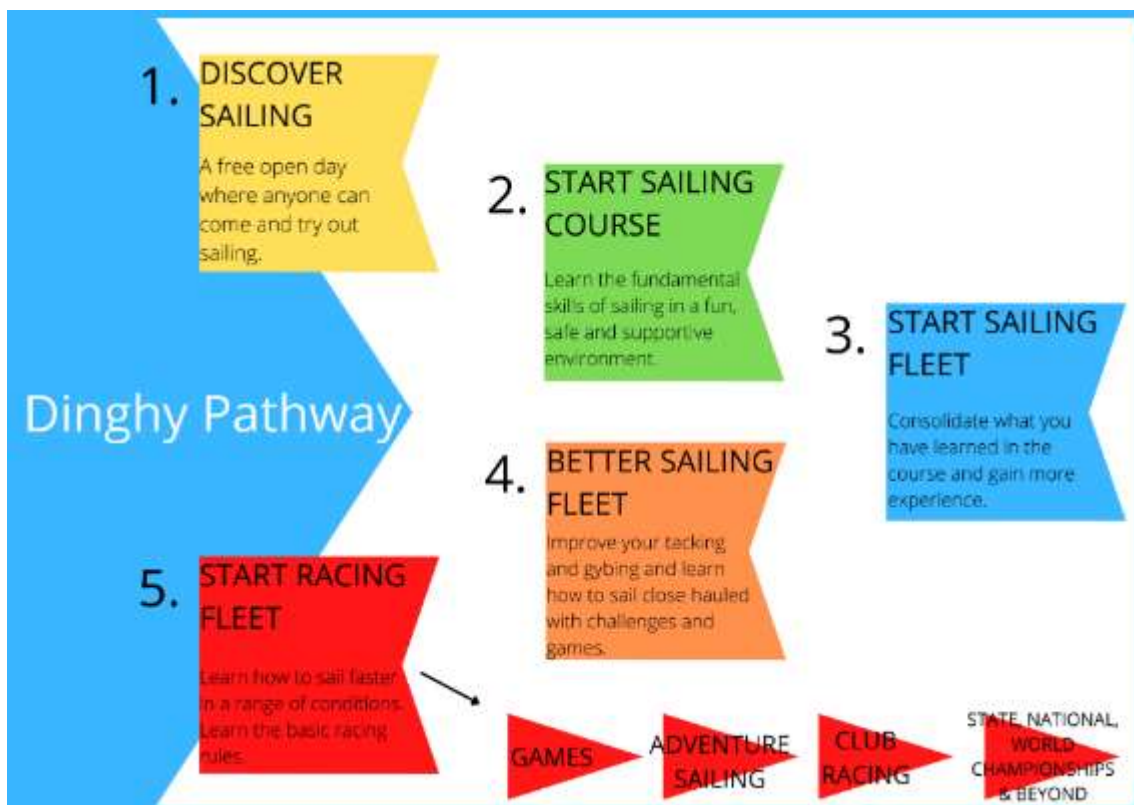 Dinghy Pathway
1.
DISCOVER
SAILING
A free open day
where anyone can
come and try out
sailing.
2.
START SAILING
COURSE
Learn the fundamental
skills of sailing in a fun,
safe and supportive
environment.
3.
START SAILING
FLEET
Consolidate what you
have learned in the
course and gain more
experience.
4.
BETTER SAILING
FLEET
Improve your tacking
and gybing and learn
how to sail close hauled
with challenges and
games.
5.
START RACING
FLEET
Learn how to sail faster
in a range of conditions.
Learn the basic racing
rules.
GAMES
ADVENTURE
SAILING
CLUB
RACING
STATE, NATIONAL,
WORLD
CHAMPIONSHIPS
& BEYOND